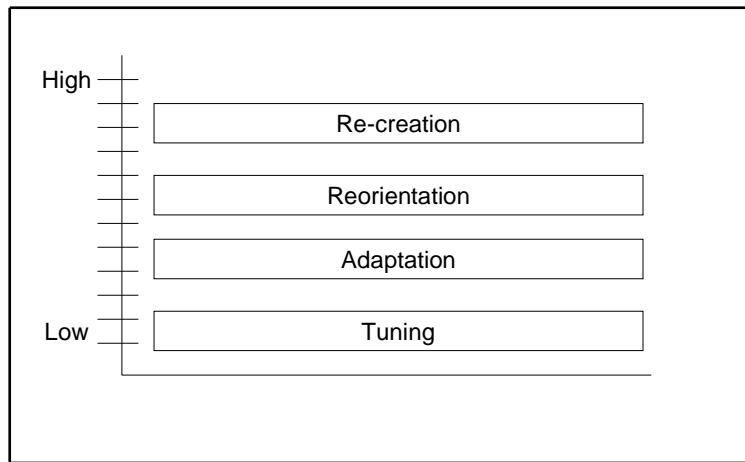 High
Re-creation
Reorientation
Adaptation
Low
Tuning